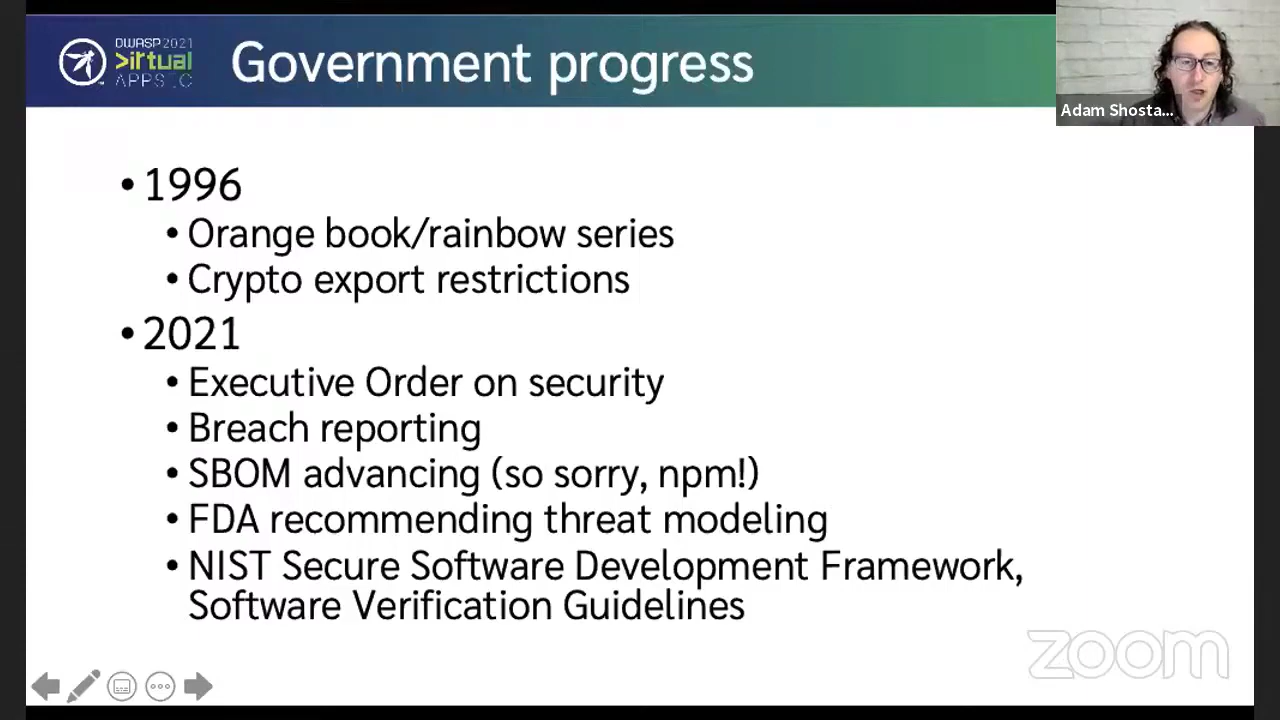 OWASP 2021
>irtual
APPSEC
Government progress
Adam Shosta...
• 1996
• Orange book/rainbow series
• Crypto export restrictions
• 2021
• Executive Order on security
• Breach reporting
• SBOM advancing (so sorry, npm!)
• FDA recommending threat modeling
• NIST Secure Software Development Framework,
Software Verification Guidelines
zoom